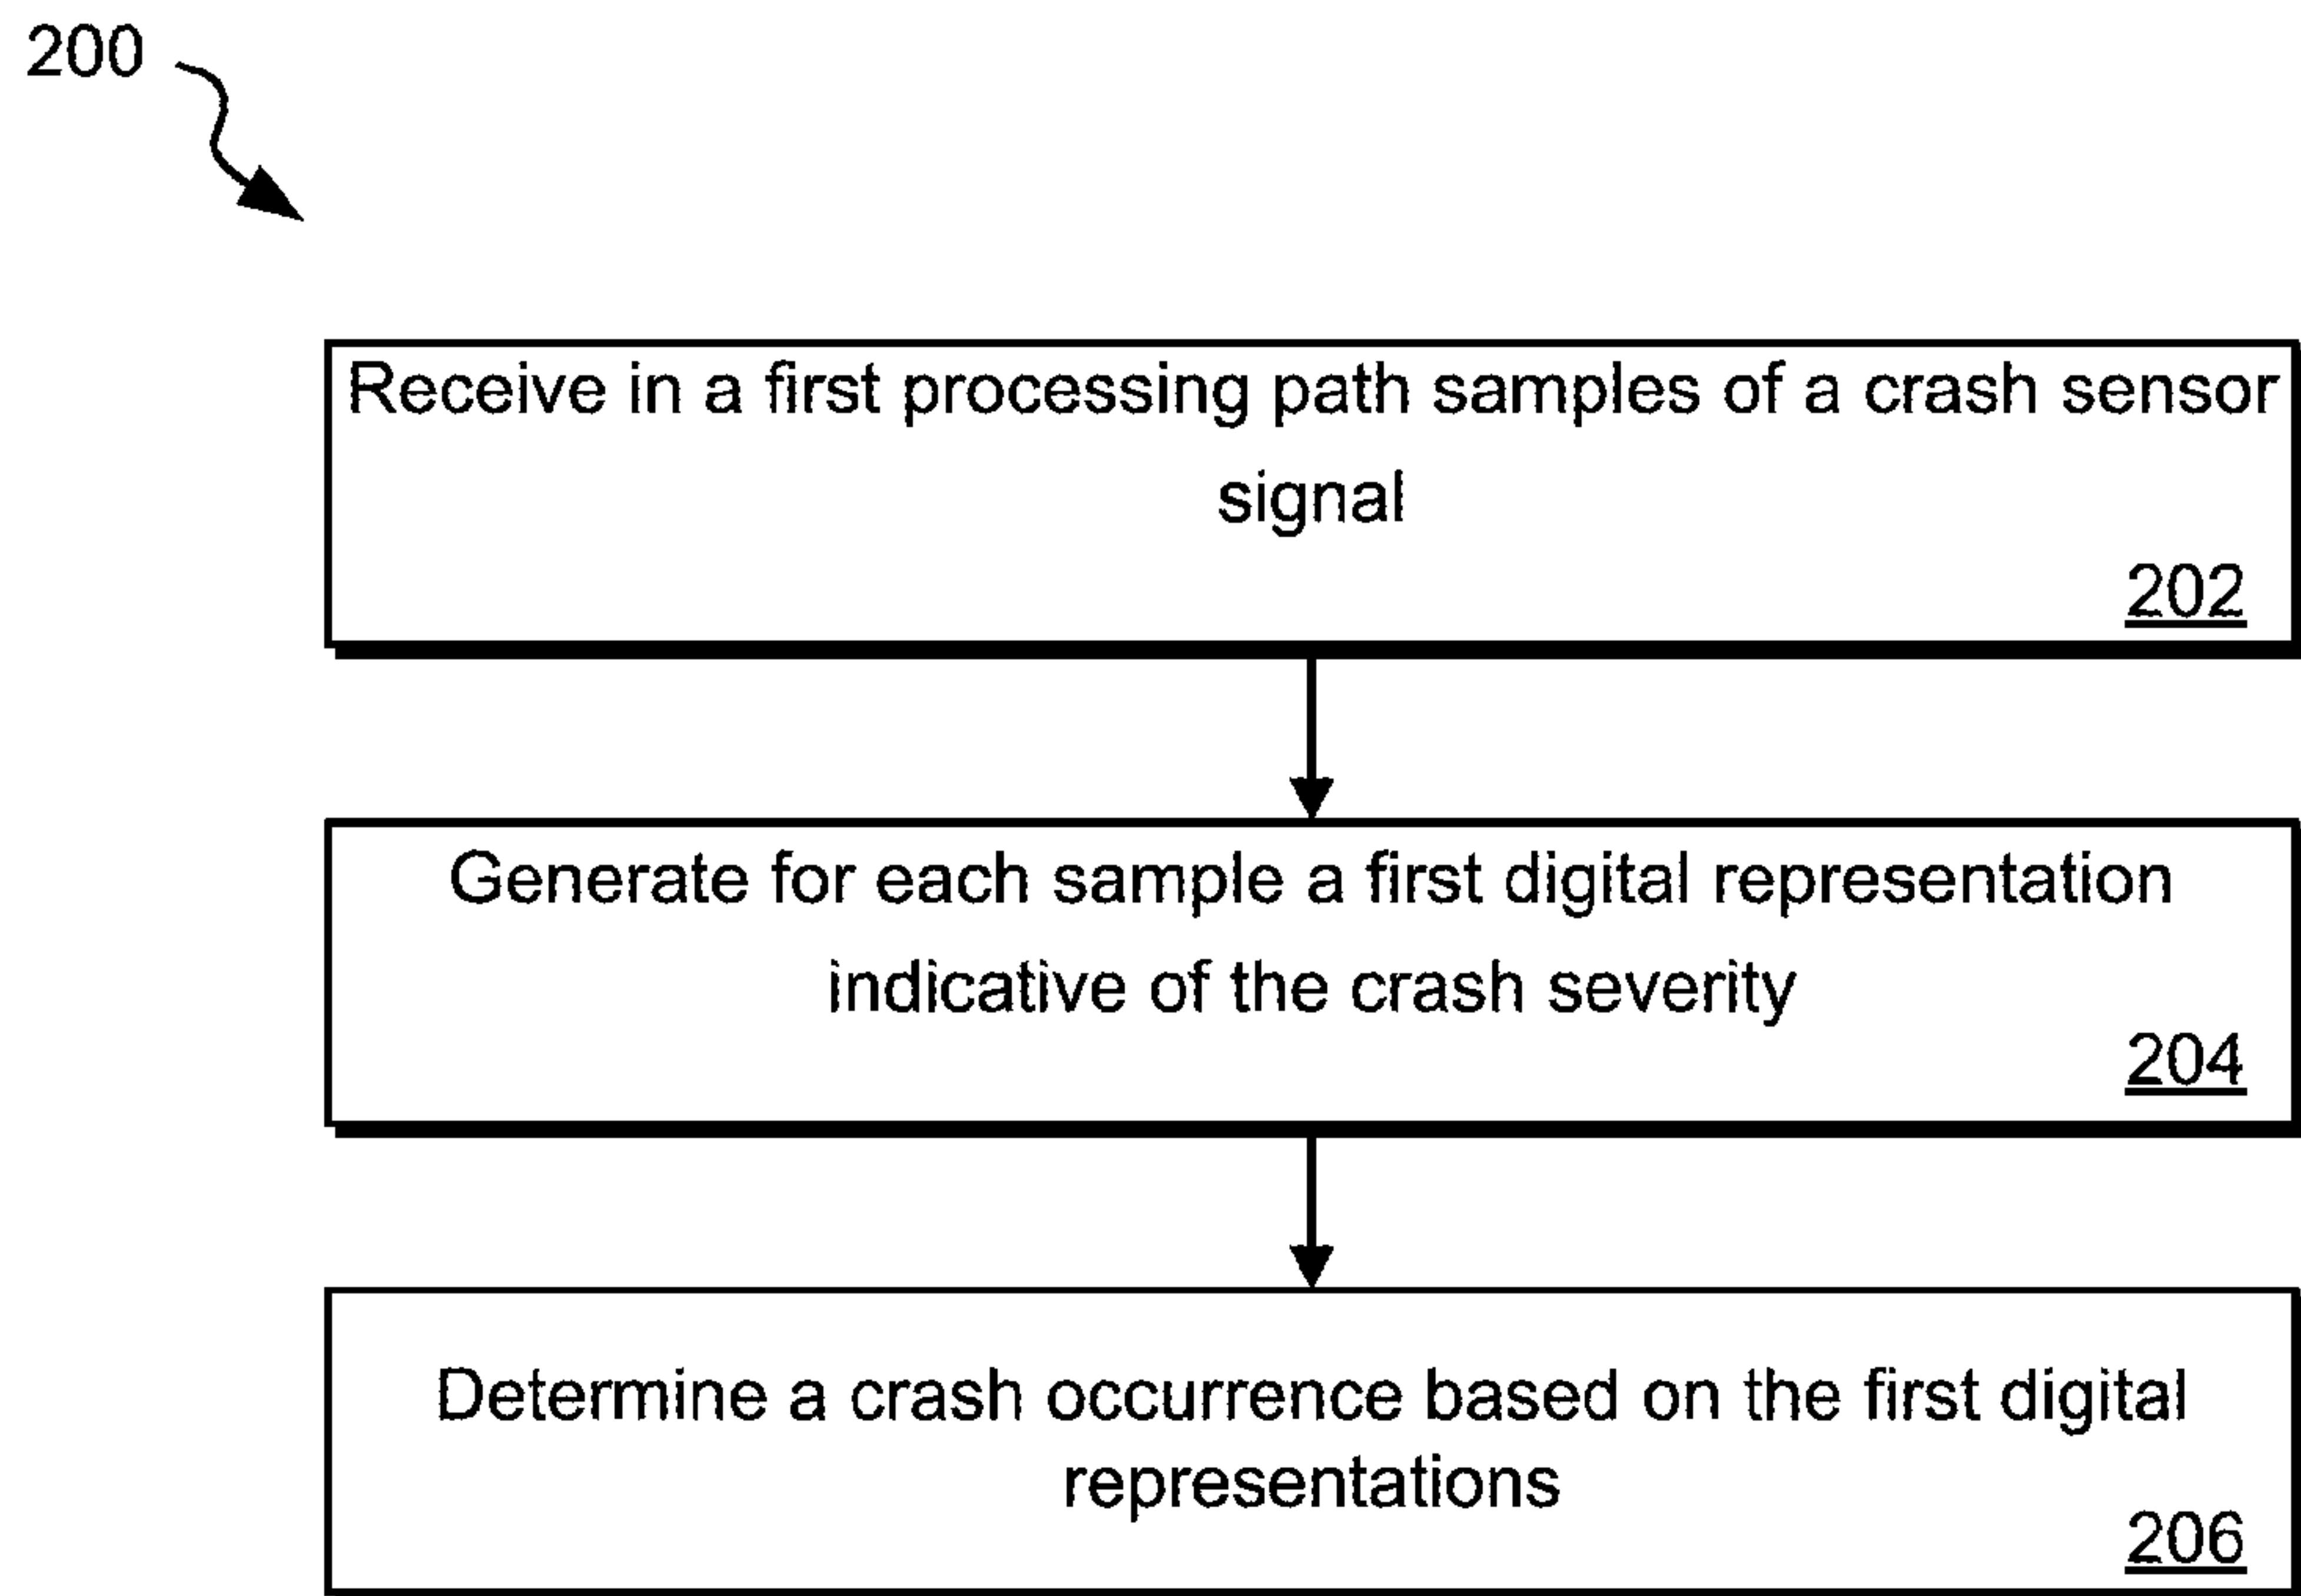 200
Receive in a first processing path samples of a crash sensor
signal
202
Generate for each sample a first digital representation
indicative of the crash severity
204
Determine a crash occurrence based on the first digital
representations
206